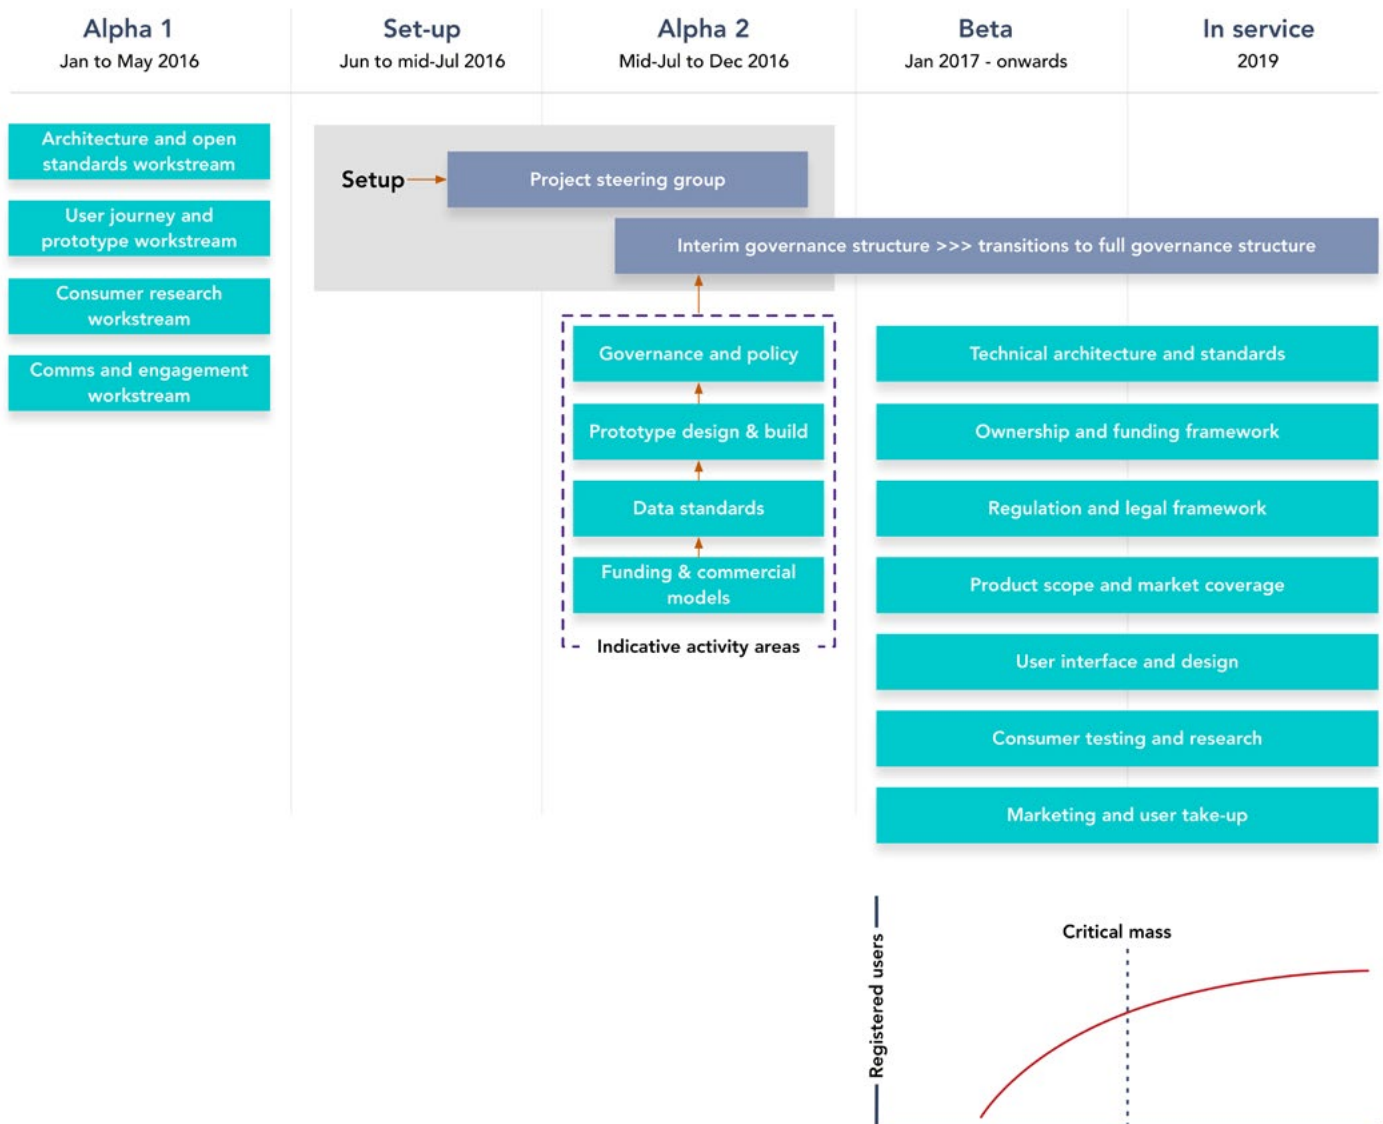 Alpha 1
Jan to May 2016
Set-up
Jun to mid-Jul 2016
Alpha 2
Mid-Jul to Dec 2016
Beta
Jan 2017 - onwards
In service
2019
Architecture and open
standards workstream
User journey and
prototype workstream
Consumer research
workstream
Comms and engagement
workstream
Setup
Project steering group
Interim governance structure >>> transitions to full governance structure
Governance and policy
Prototype design & build
Data standards
Funding & commercial
models
Indicative activity areas
Technical architecture and standards
Ownership and funding framework
Regulation and legal framework
Product scope and market coverage
User interface and design
Consumer testing and research
Marketing and user take-up
Registered users
Critical mass